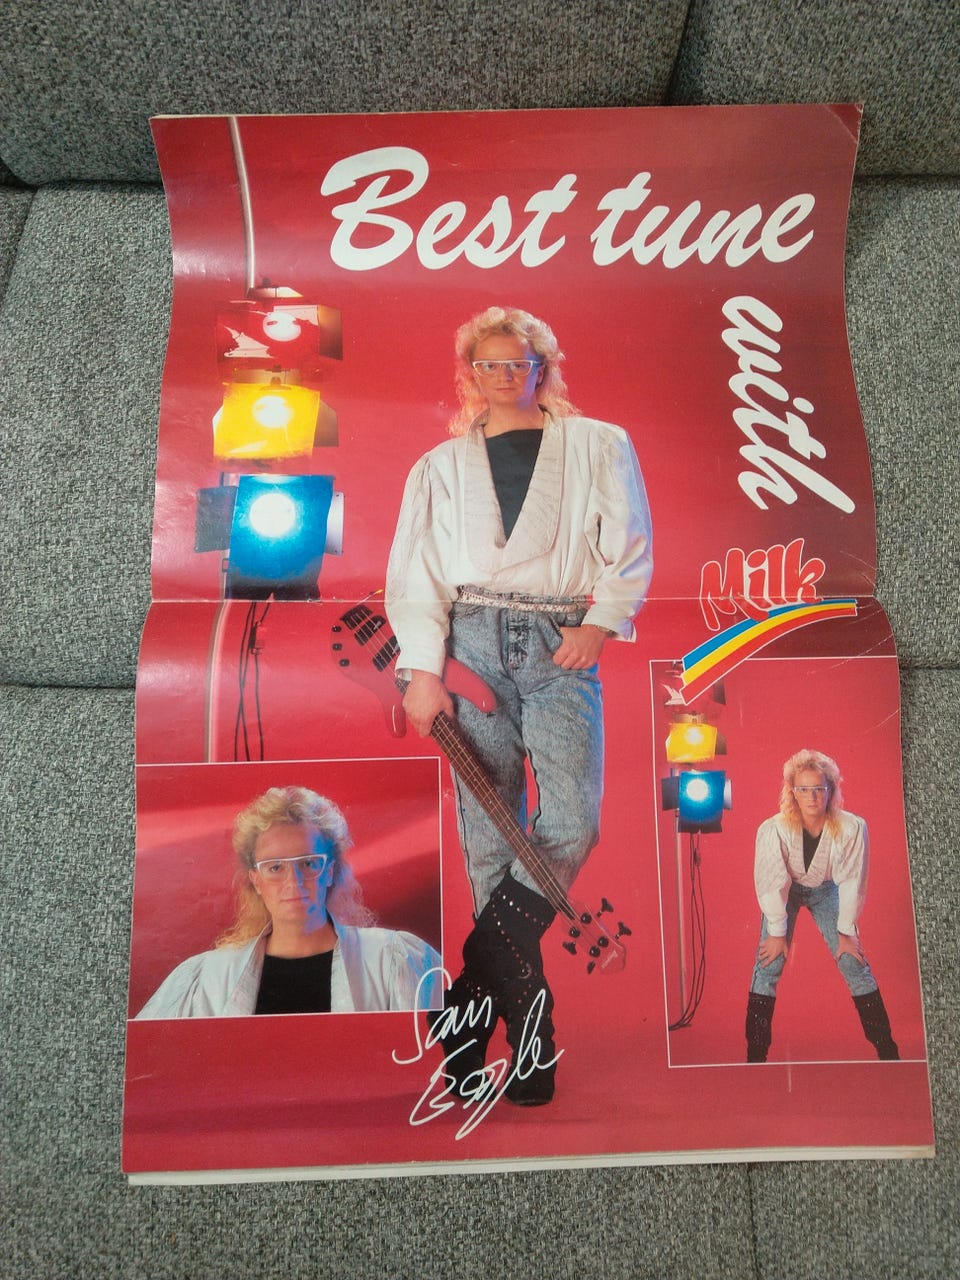 Best tune
with
Milk
Sam
Eagle